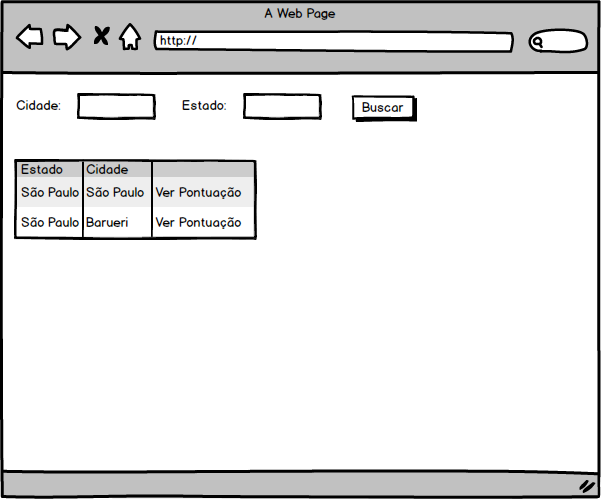 A Web Page
http://
Cidade: Estado: Buscar
Estado Cidade
São Paulo São Paulo Ver Pontuação
São Paulo Barueri Ver Pontuação